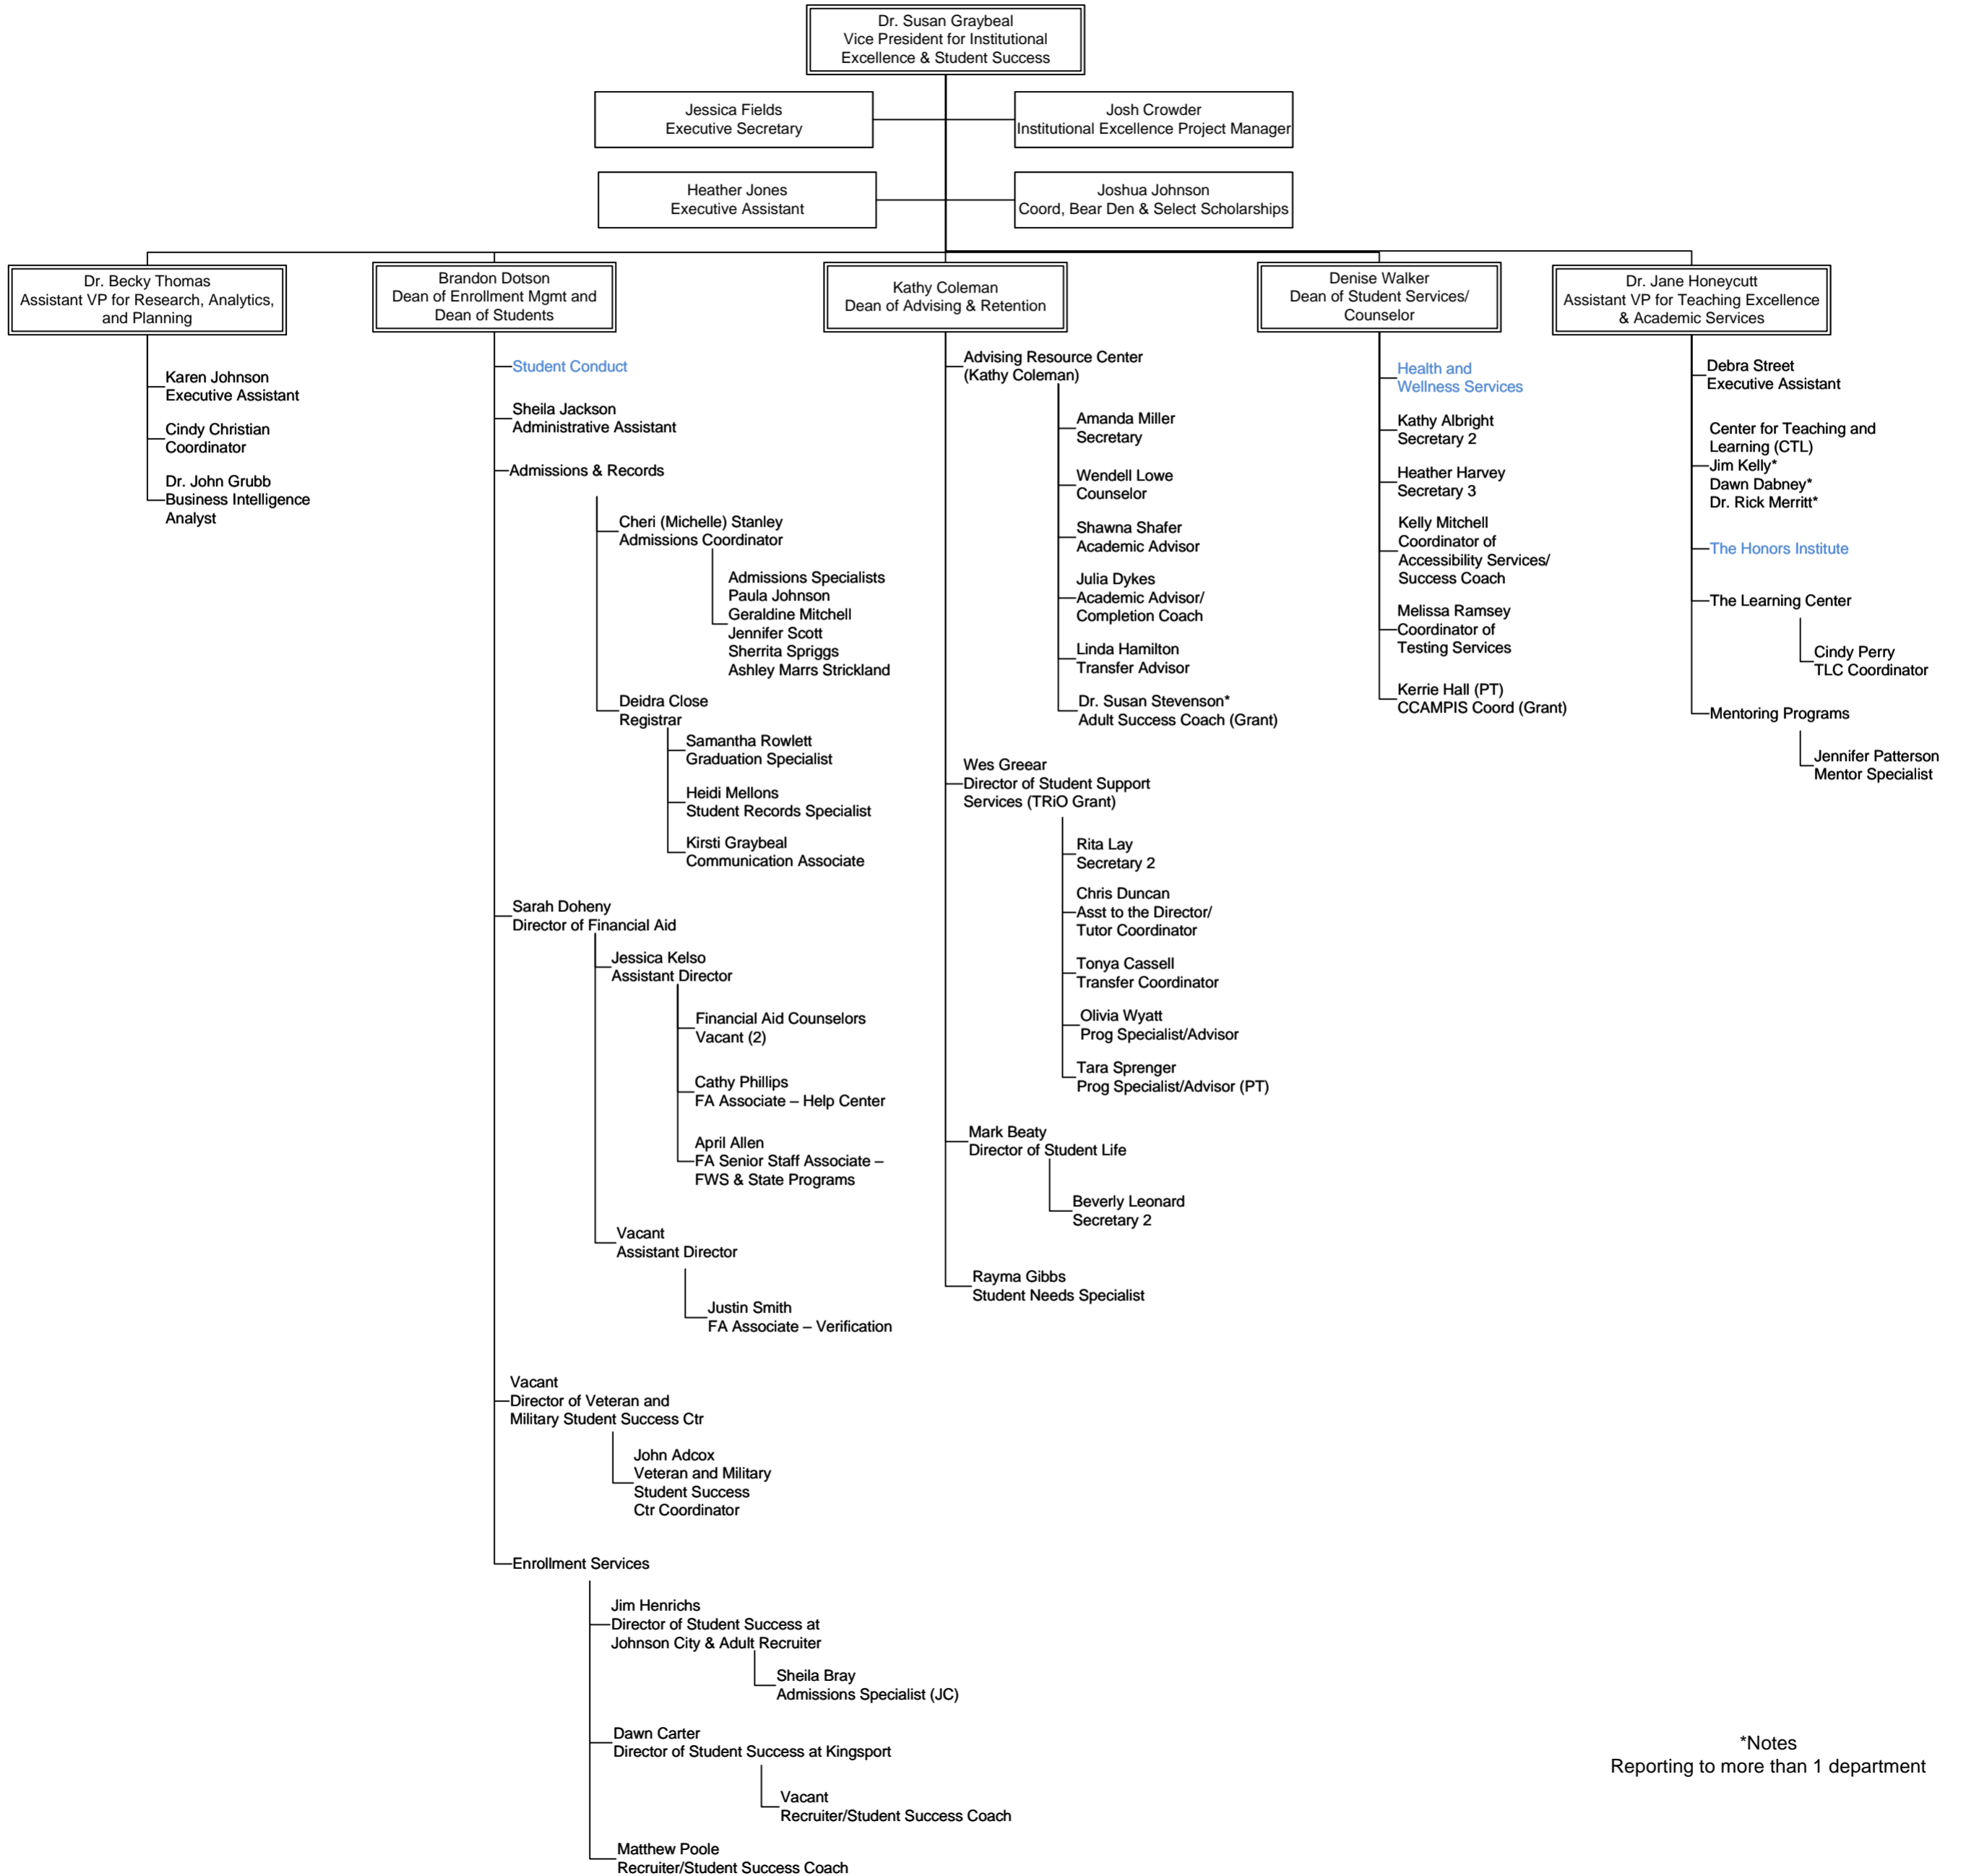 Dr. Susan Graybeal
Vice President for Institutional
Excellence & Student Success
Jessica Fields
Executive Secretary
Josh Crowder
Institutional Excellence Project Manager
Heather Jones
Executive Assistant
Joshua Johnson
Coord, Bear Den & Select Scholarships
Dr. Becky Thomas
Assistant VP for Research, Analytics,
and Planning
Karen Johnson
Executive Assistant
Cindy Christian
Coordinator
Dr. John Grubb
Business Intelligence
Analyst
Brandon Dotson
Dean of Enrollment Mgmt and
Dean of Students
Student Conduct
Sheila Jackson
Administrative Assistant
Admissions & Records
Cheri (Michelle) Stanley
Admissions Coordinator
Admissions Specialists
Paula Johnson
Geraldine Mitchell
Jennifer Scott
Sherrita Spriggs
Ashley Marrs Strickland
Deidra Close
Registrar
Samantha Rowlett
Graduation Specialist
Heidi Mellons
Student Records Specialist
Kirsti Graybeal
Communication Associate
Sarah Doheny
Director of Financial Aid
Jessica Kelso
Assistant Director
Financial Aid Counselors
Vacant (2)
Cathy Phillips
FA Associate – Help Center
April Allen
FA Senior Staff Associate –
FWS & State Programs
Vacant
Assistant Director
Justin Smith
FA Associate – Verification
Vacant
Director of Veteran and
Military Student Success Ctr
John Adcox
Veteran and Military
Student Success
Ctr Coordinator
Enrollment Services
Jim Henrichs
Director of Student Success at
Johnson City & Adult Recruiter
Sheila Bray
Admissions Specialist (JC)
Dawn Carter
Director of Student Success at Kingsport
Vacant
Recruiter/Student Success Coach
Matthew Poole
Recruiter/Student Success Coach
Kathy Coleman
Dean of Advising & Retention
Advising Resource Center
(Kathy Coleman)
Amanda Miller
Secretary
Wendell Lowe
Counselor
Shawna Shafer
Academic Advisor
Julia Dykes
Academic Advisor/
Completion Coach
Linda Hamilton
Transfer Advisor
Dr. Susan Stevenson*
Adult Success Coach (Grant)
Wes Greear
Director of Student Support
Services (TRiO Grant)
Rita Lay
Secretary 2
Chris Duncan
Asst to the Director/
Tutor Coordinator
Tonya Cassell
Transfer Coordinator
Olivia Wyatt
Prog Specialist/Advisor
Tara Sprenger
Prog Specialist/Advisor (PT)
Mark Beaty
Director of Student Life
Beverly Leonard
Secretary 2
Rayma Gibbs
Student Needs Specialist
Denise Walker
Dean of Student Services/
Counselor
Health and
Wellness Services
Kathy Albright
Secretary 2
Heather Harvey
Secretary 3
Kelly Mitchell
Coordinator of
Accessibility Services/
Success Coach
Melissa Ramsey
Coordinator of
Testing Services
Kerrie Hall (PT)
CCAMPIS Coord (Grant)
Dr. Jane Honeycutt
Assistant VP for Teaching Excellence
& Academic Services
Debra Street
Executive Assistant
Center for Teaching and
Learning (CTL)
Jim Kelly*
Dawn Dabney*
Dr. Rick Merritt*
The Honors Institute
The Learning Center
Cindy Perry
TLC Coordinator
Mentoring Programs
Jennifer Patterson
Mentor Specialist
*Notes
Reporting to more than 1 department